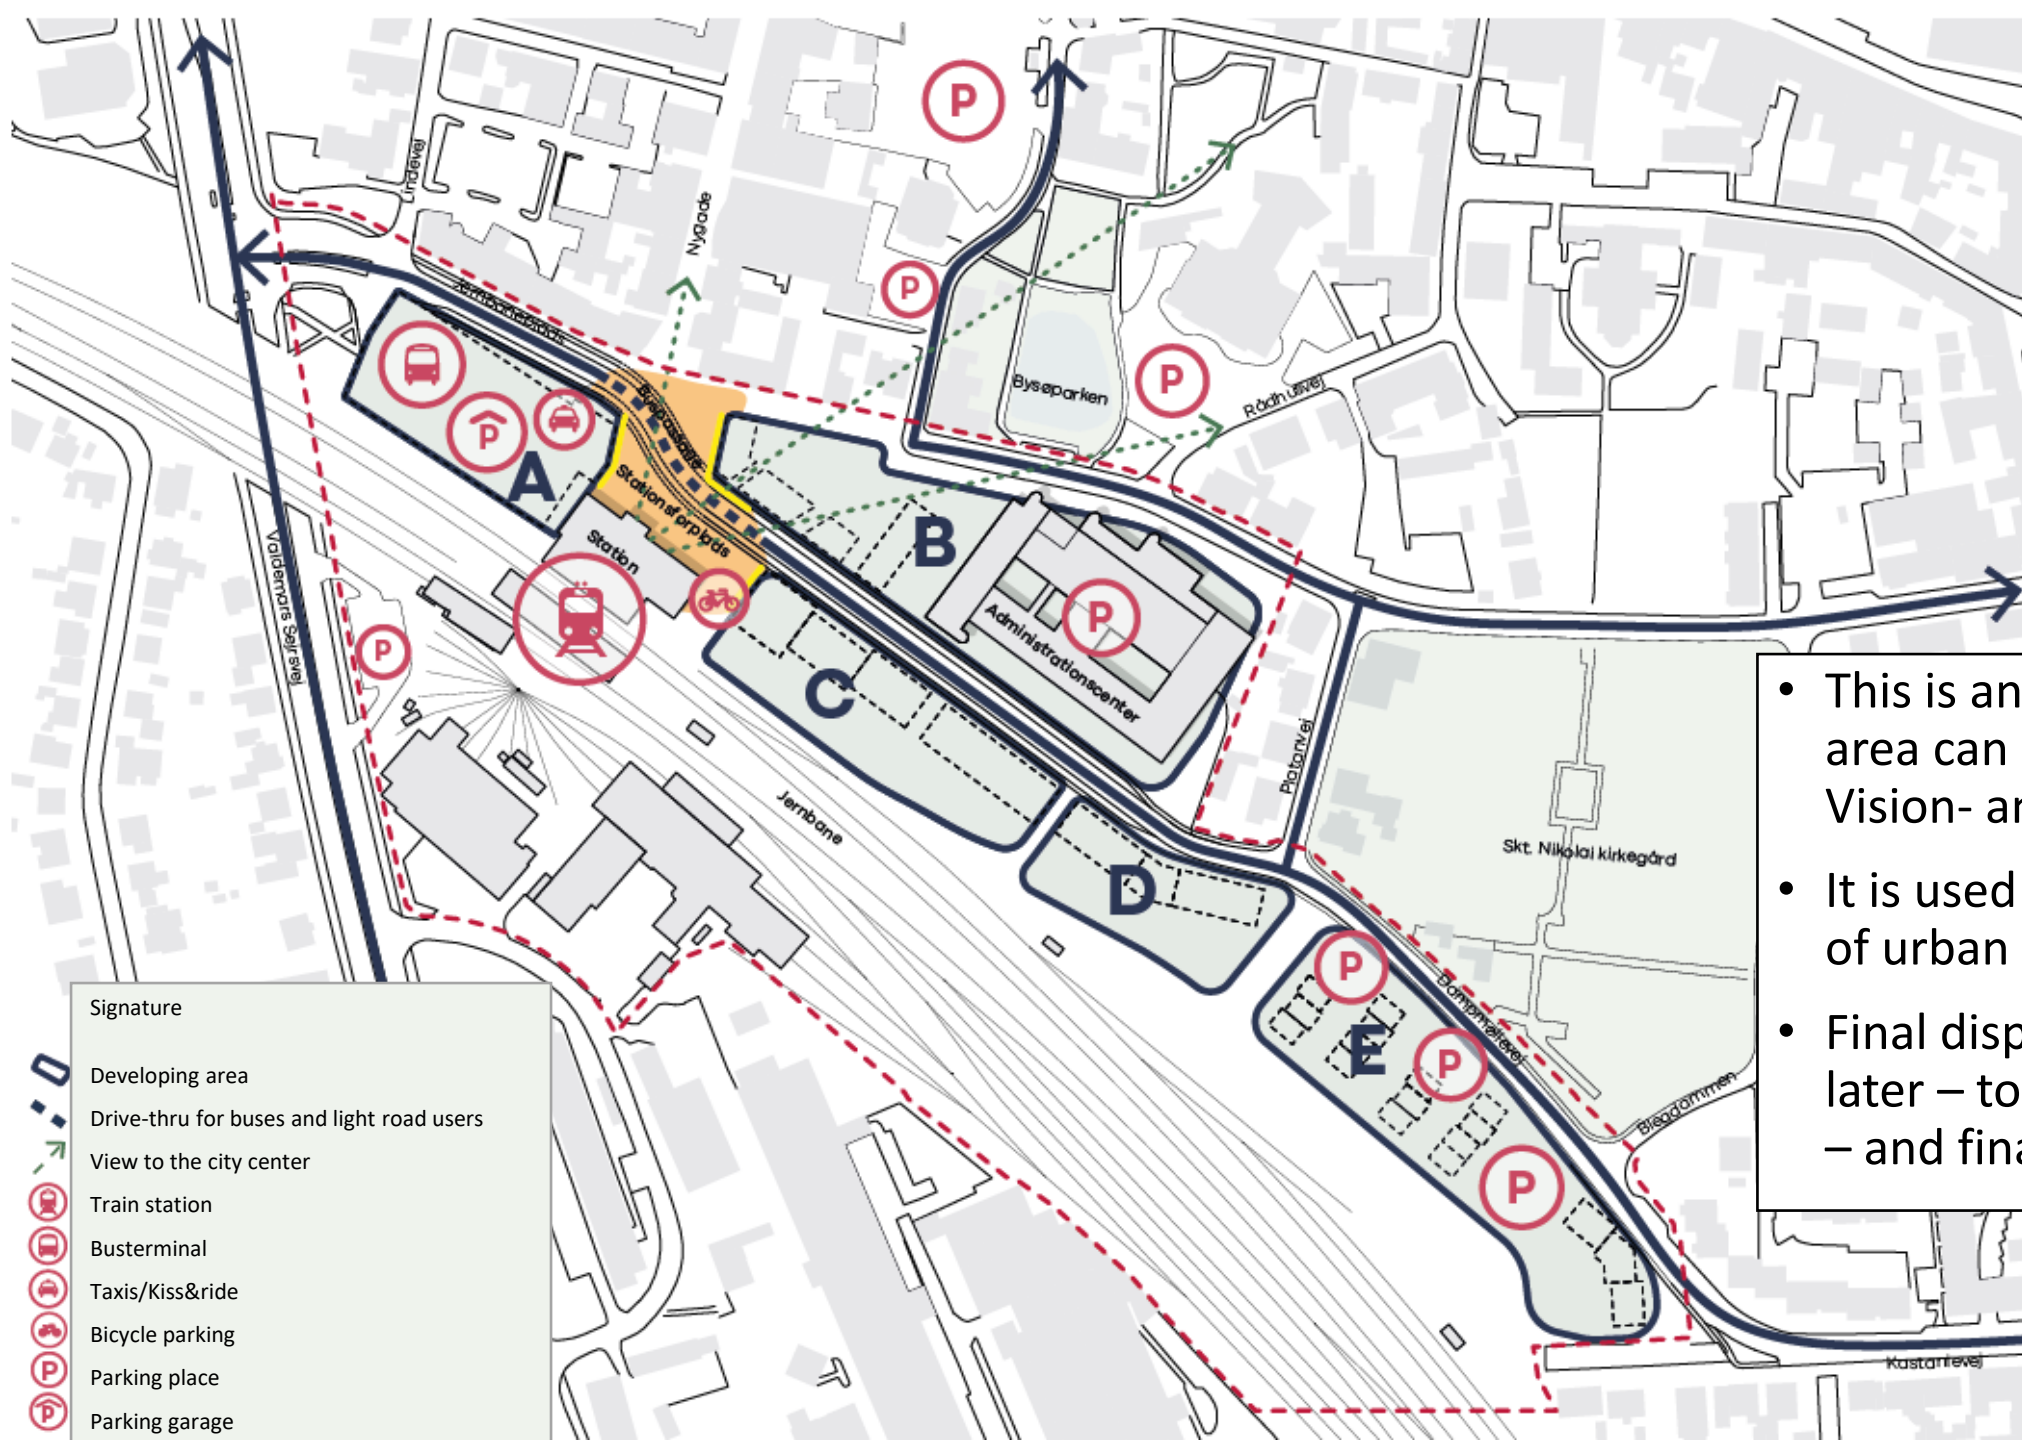 P
Lindevej
Nygade
P
Jernbaneplads
Bypassage
Bysøparken
P
Rådhusvej
P
A
Stationsforplads
Station
B
P
Administrationscenter
Valdemars Sejrsvej
P
C
Platanvej
Jernbane
Skt. Nikolai kirkegård
D
P
E
P
Dampmøllevej
Blegdammen
P
Kastanievej
• This is an
area can
Vision- ar
• It is used
of urban
• Final disp
later – to
– and fina
Signature
Developing area
Drive-thru for buses and light road users
View to the city center
Train station
Busterminal
Taxis/Kiss&ride
Bicycle parking
P Parking place
P Parking garage